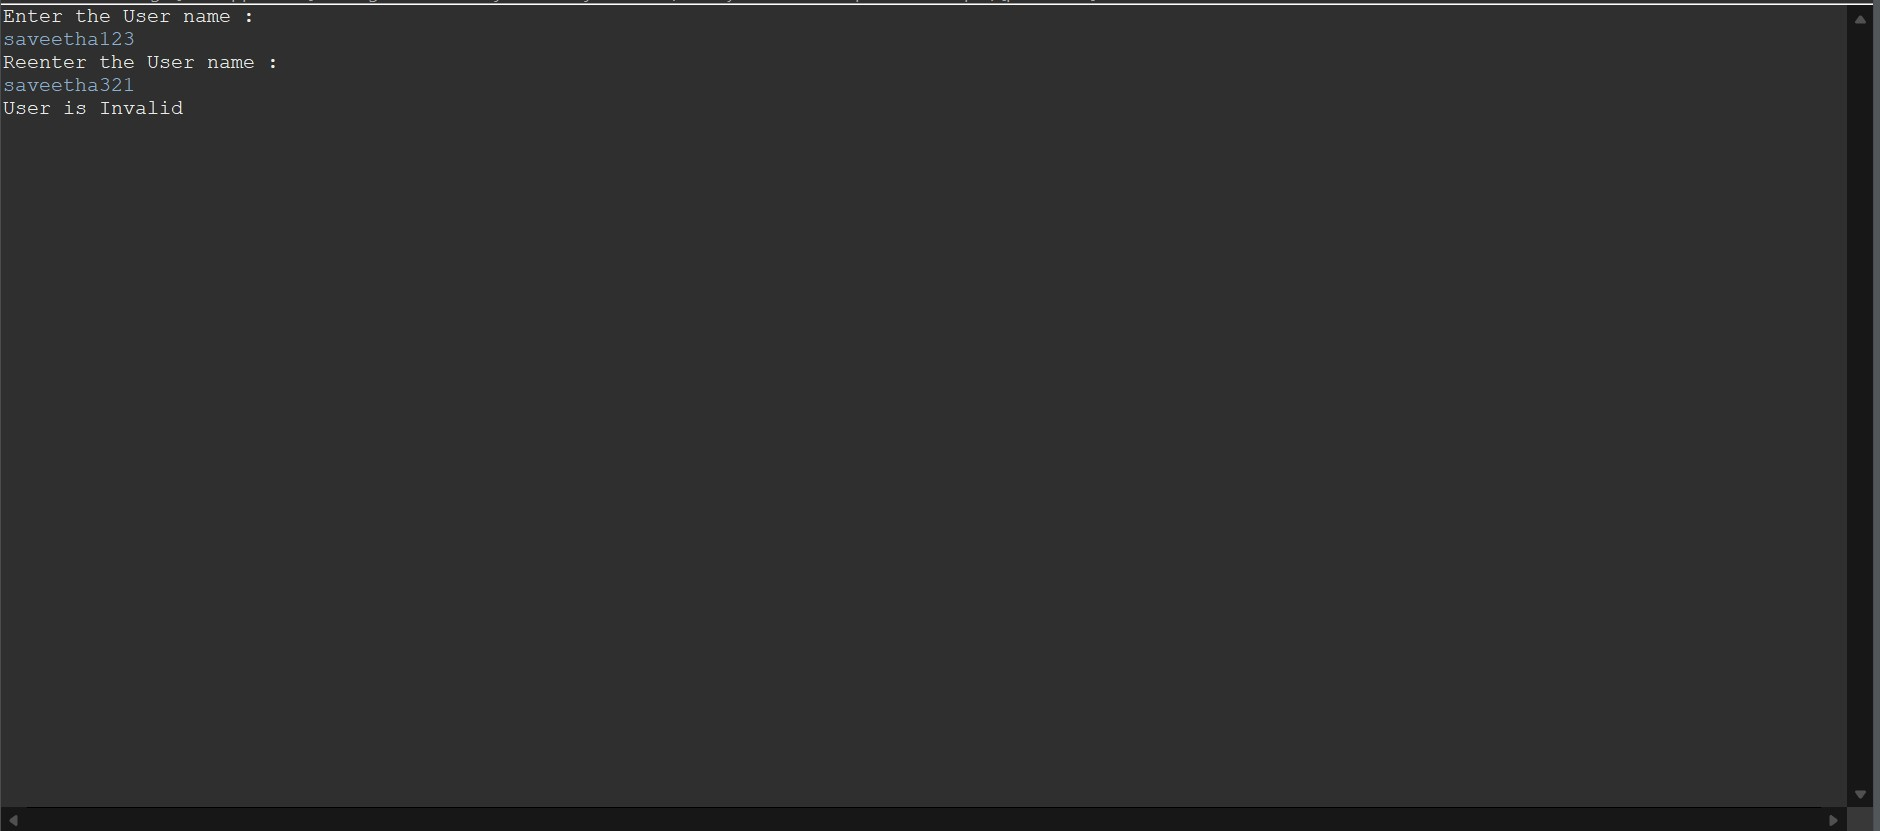 Enter the User name :
saveetha123
Reenter the User name :
saveetha321
User is Invalid